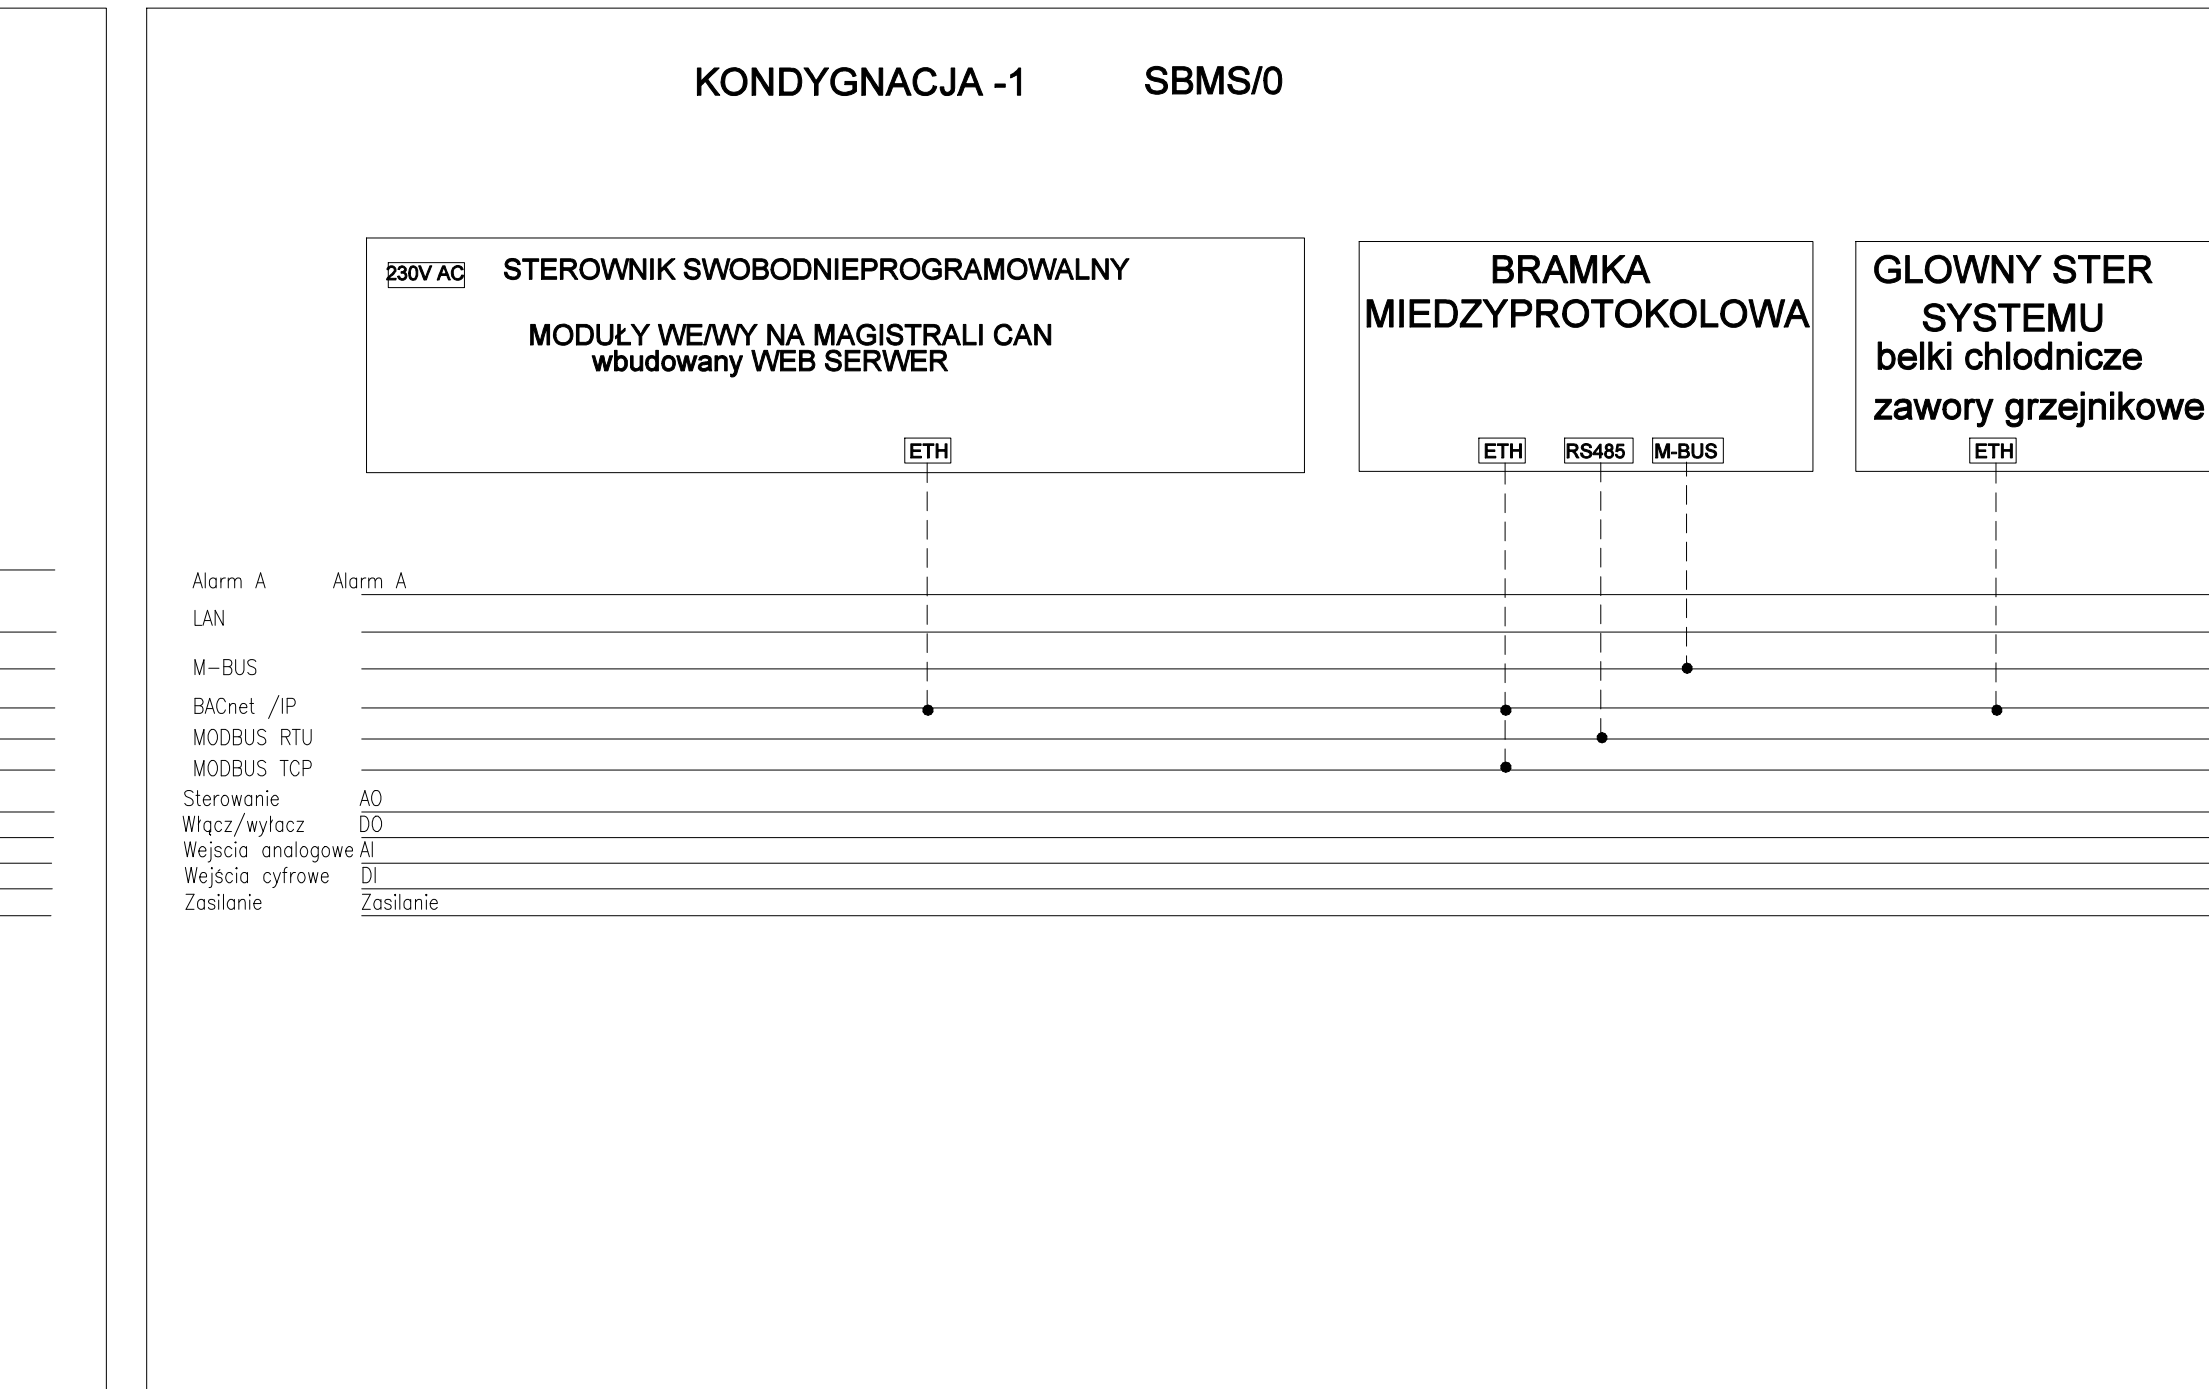 KONDYGNACJA -1 SBMS/0
230V AC STEROWNIK SWOBODNIEPROGRAMOWALNY
MODUŁY WE/WY NA MAGISTRALI CAN
wbudowany WEB SERWER
ETH
BRAMKA
MIEDZYPROTOKOLOWA
ETH RS485 M-BUS
GLOWNY STER
SYSTEMU
belki chlodnicze
zawory grzejnikowe
ETH
Alarm A Alarm A
LAN
M-BUS
BACnet /IP
MODBUS RTU
MODBUS TCP
Sterowanie AO
Włącz/wyłacz DO
Wejscia analogowe AI
Wejścia cyfrowe DI
Zasilanie Zasilanie